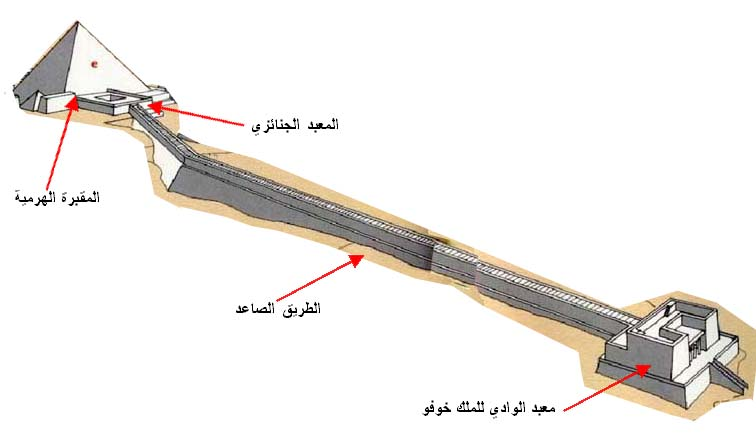 e
المعبد الجنائزي
المقبرة الهرمية
الطريق الصاعد
معبد الوادي للملك خوفو